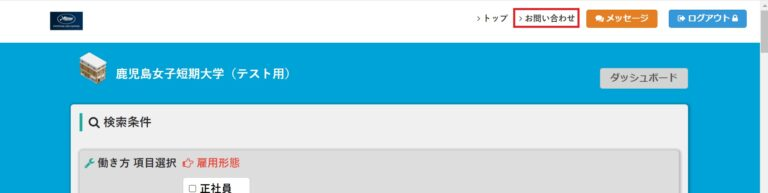 トップ お問い合わせ メッセージ ログアウト
鹿児島女子短期大学（テスト用）
ダッシュボード
検索条件
働き方 項目選択 雇用形態
正社員